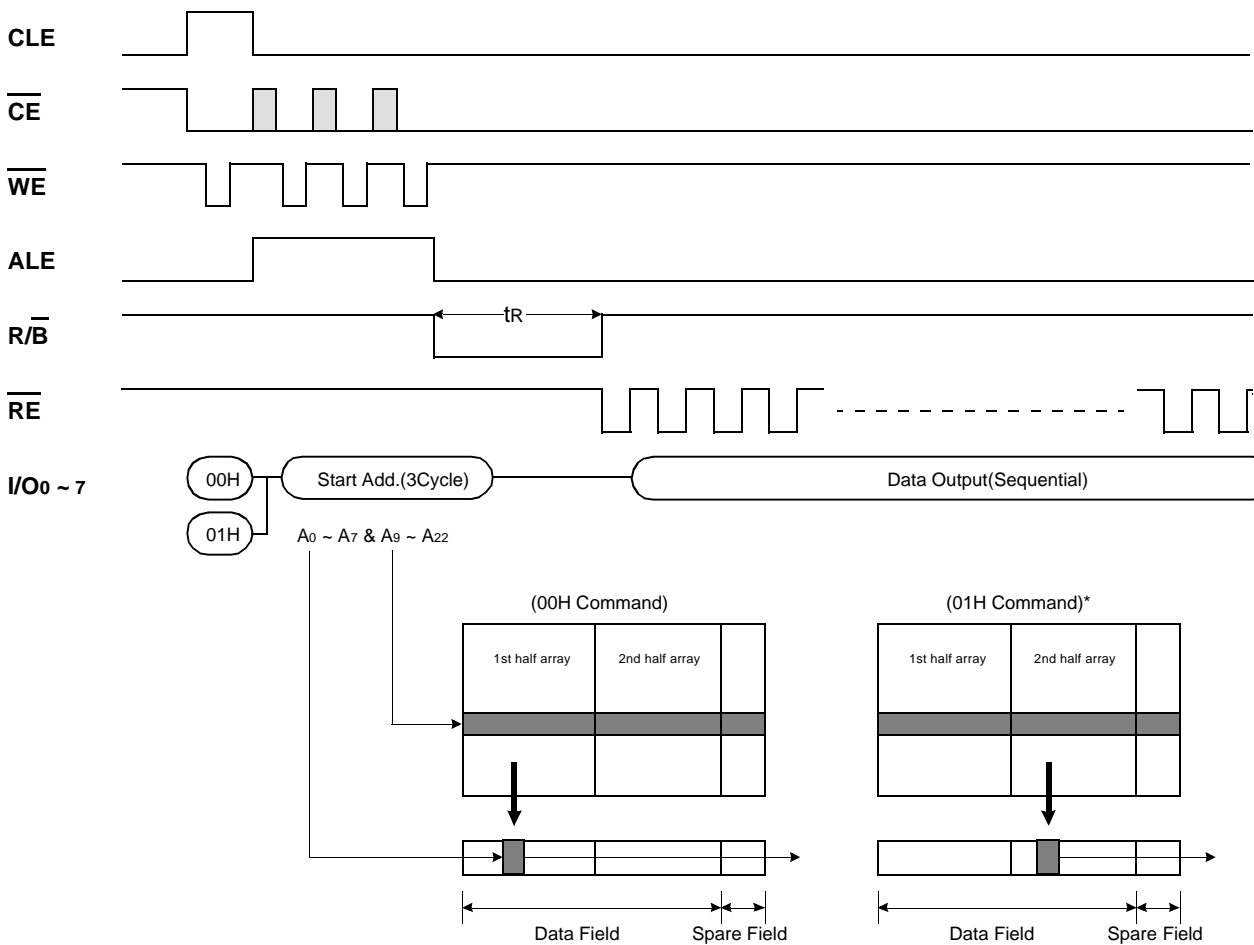 CLE
CE
WE
ALE
R/B
tR
RE
I/O0 ~ 7
00H
Start Add.(3Cycle)
Data Output(Sequential)
01H
A0 ~ A7 & A9 ~ A22
(00H Command)
(01H Command)*
1st half array
2nd half array
1st half array
2nd half array
Data Field
Spare Field
Data Field
Spare Field